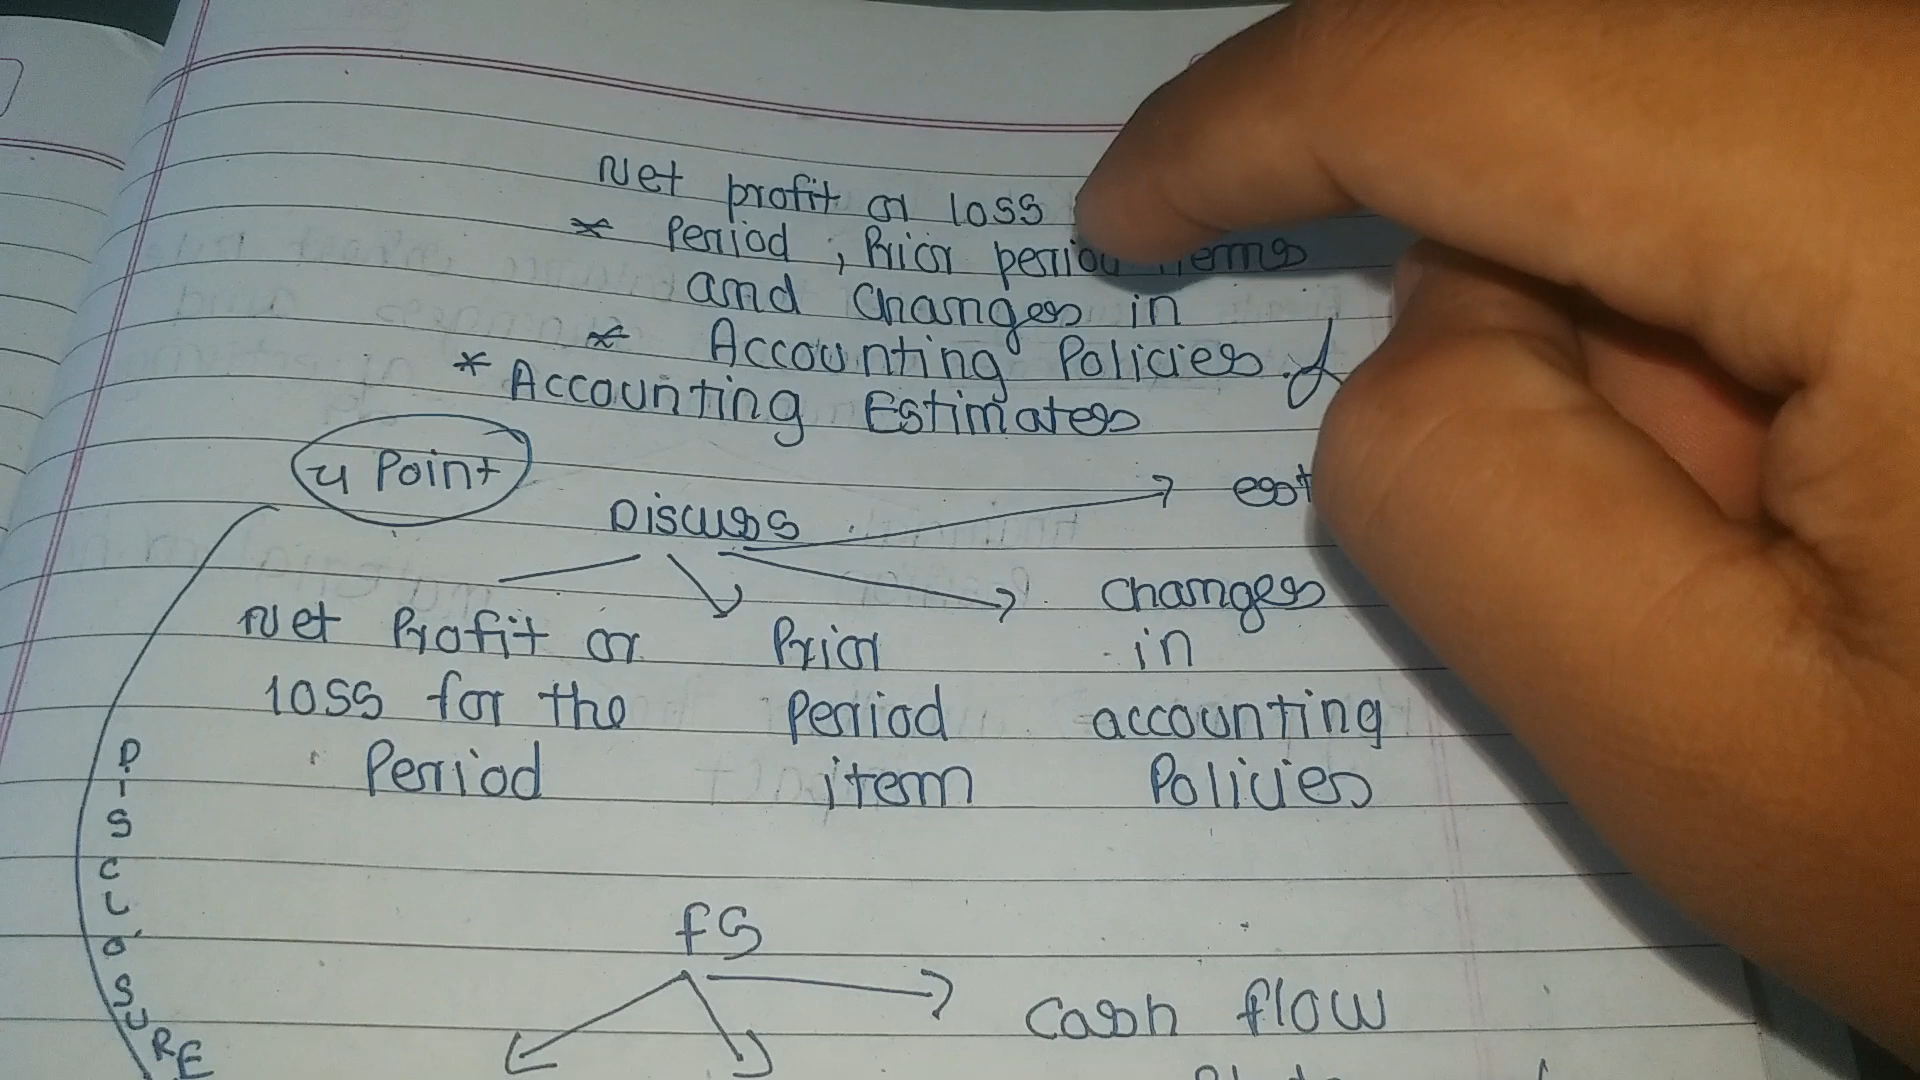 Net profit or loss
* Period , Prior period items
and changes in
* Accounting Policies &
* Accounting Estimates
4 Point
Discuss
Net Profit or
loss for the
Period
Prior
Period
item
changes
in
accounting
Policies
DISCLOSURE
FS
Cash flow